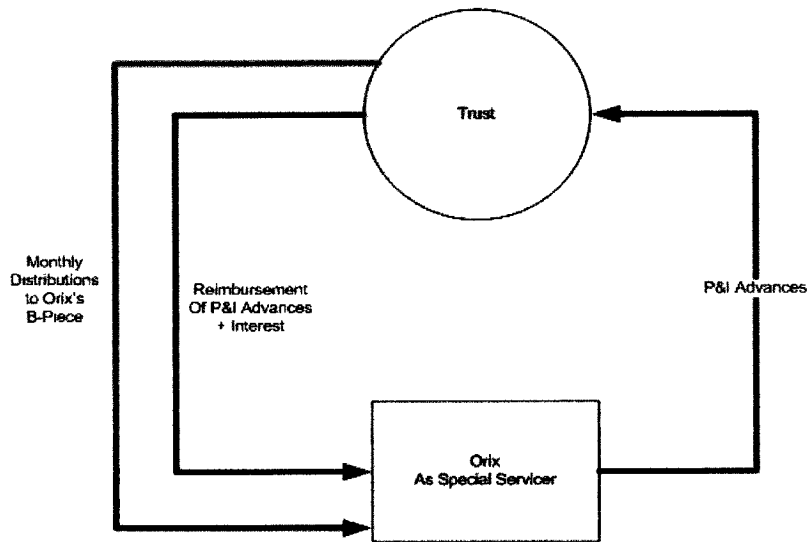 Trust
Monthly
Distributions
to Orix's
B-Piece
Reimbursement
Of P&I Advances
+ Interest
P&I Advances
Orix
As Special Servicer